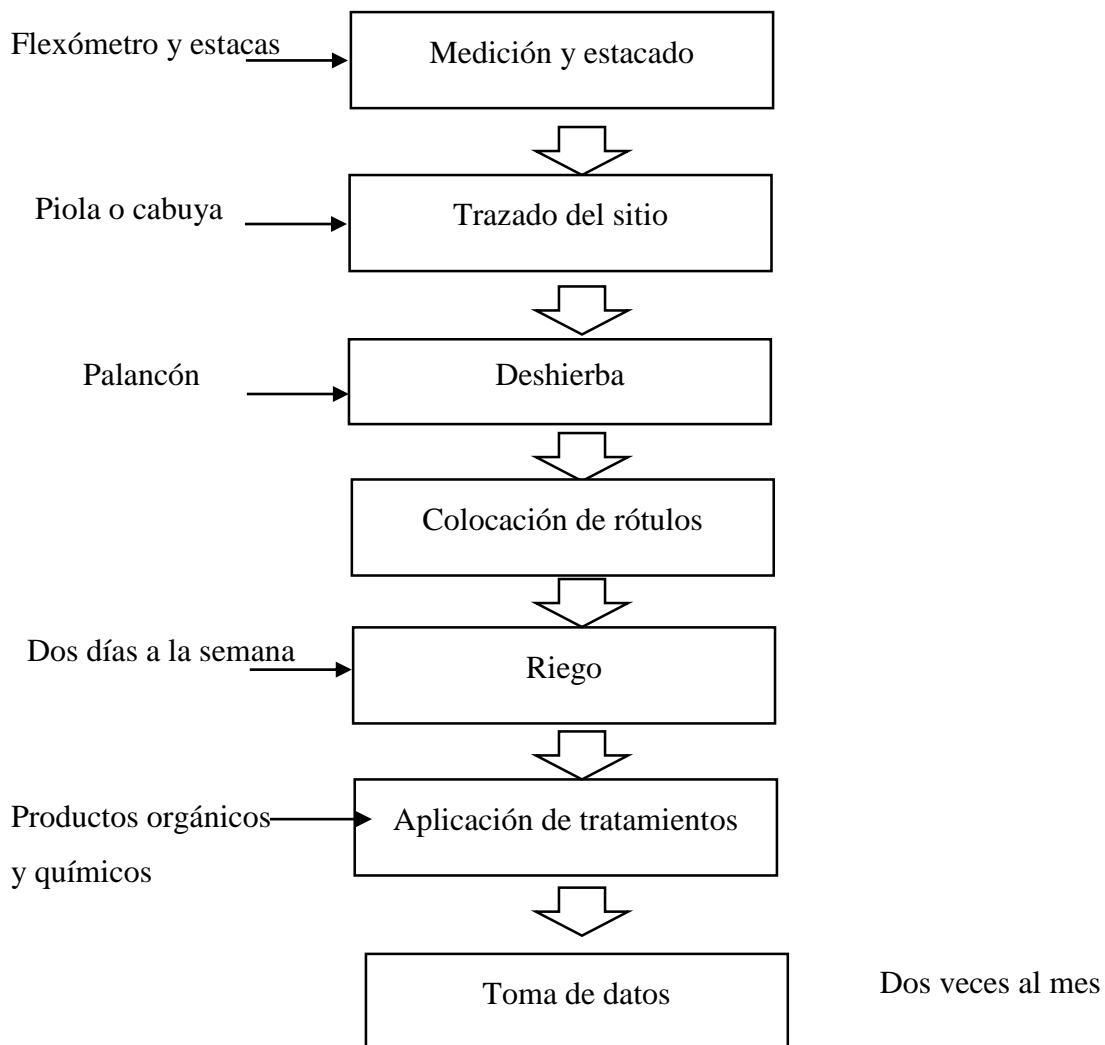 Flexómetro y estacas
Medición y estacado
Piola o cabuya
Trazado del sitio
Palancón
Deshierba
Colocación de rótulos
Dos días a la semana
Riego
Productos orgánicos
y químicos
Aplicación de tratamientos
Toma de datos
Dos veces al mes